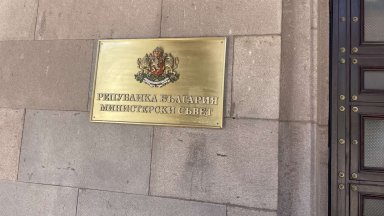 РЕПУБЛИКА БЪЛГАРИЯ
МИНИСТЕРСКИ СЪВЕТ